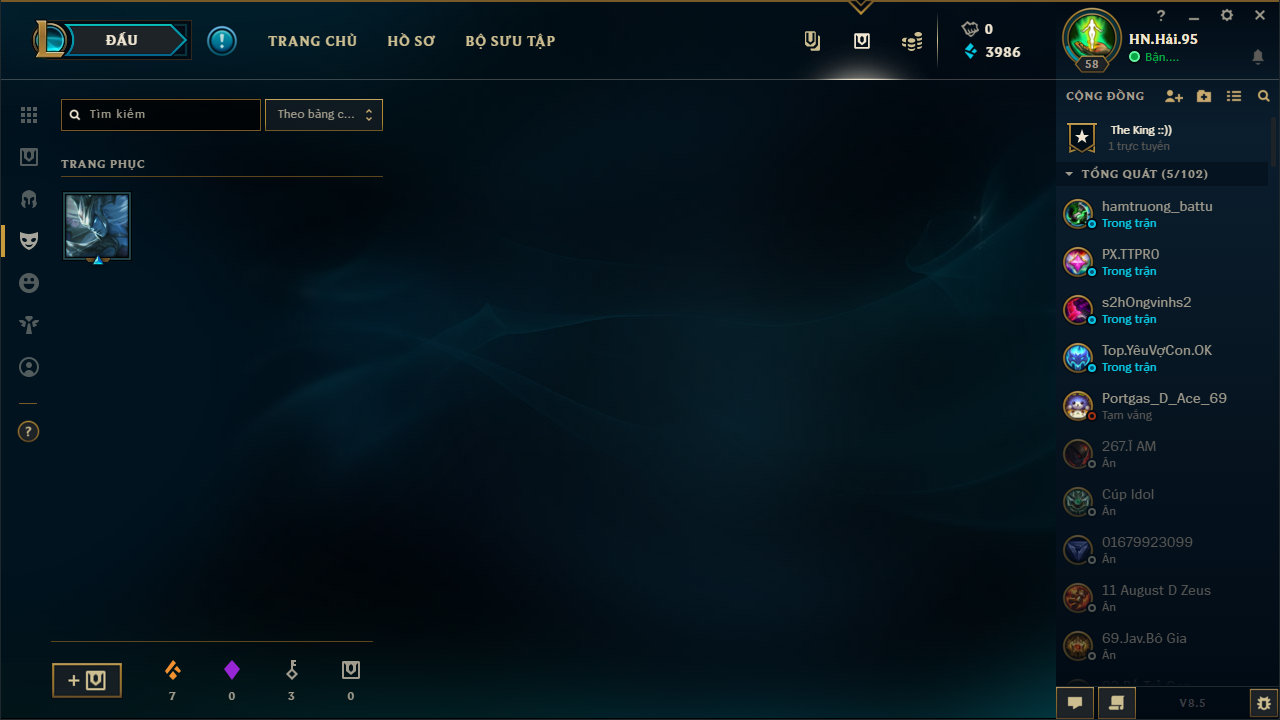 ĐẤU
TRANG CHỦ
HỒ SƠ
BỘ SƯU TẬP
0
3986
58
HN.Hải.95
Bận....
Tìm kiếm
Theo bảng c...
TRANG PHỤC
7
0
3
0
CỘNG ĐỒNG
The King ::))
1 trực tuyến
TỔNG QUÁT (5/102)
hamtruong_battu
Trong trận
PX.TTPR0
Trong trận
s2hOngvinhs2
Trong trận
Top.YêuVợCon.OK
Trong trận
Portgas_D_Ace_69
Tạm vắng
267.Ĩ AM
Ẩn
Cúp Idol
Ẩn
01679923099
Ẩn
11 August D Zeus
Ẩn
69.Jav.Bô Gia
Ẩn
V8.5